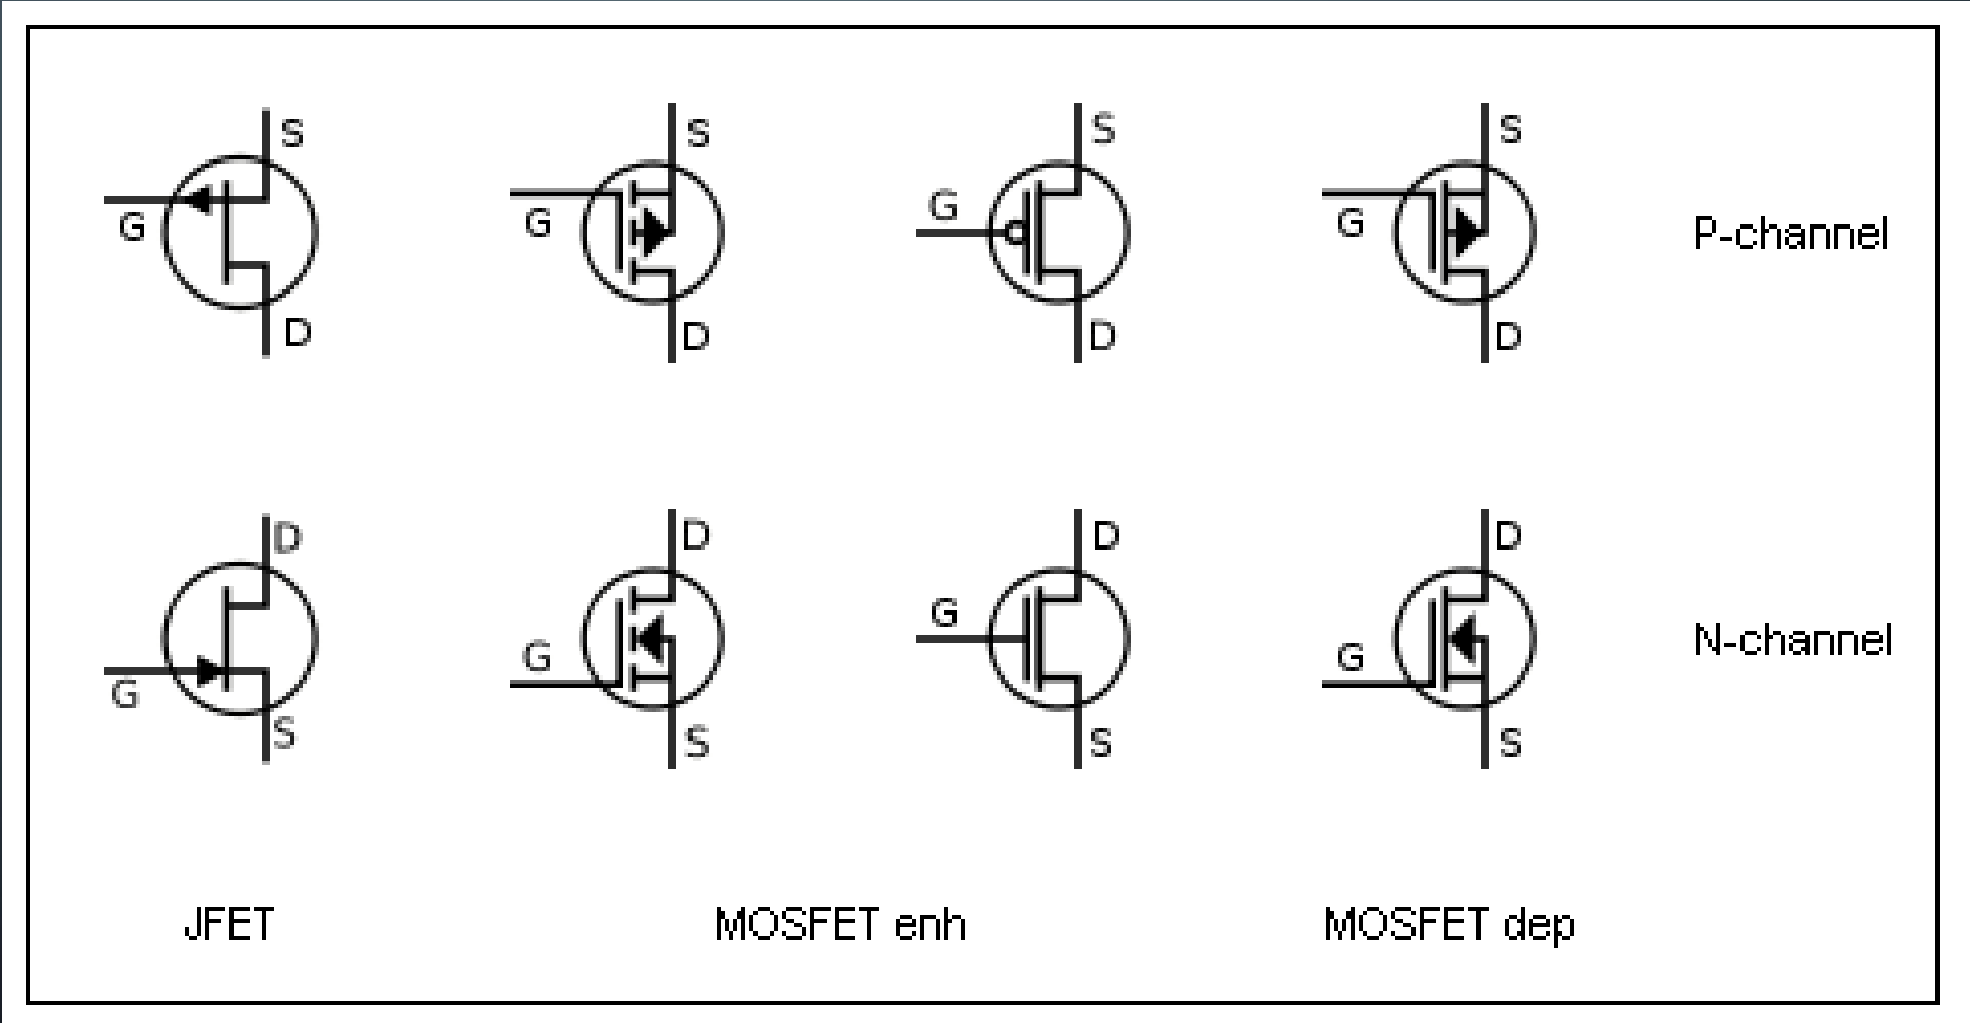 S S S S
G G G G
P-channel
D D D D
D D D D
G G G G
N-channel
S S S S
JFET MOSFET enh MOSFET dep